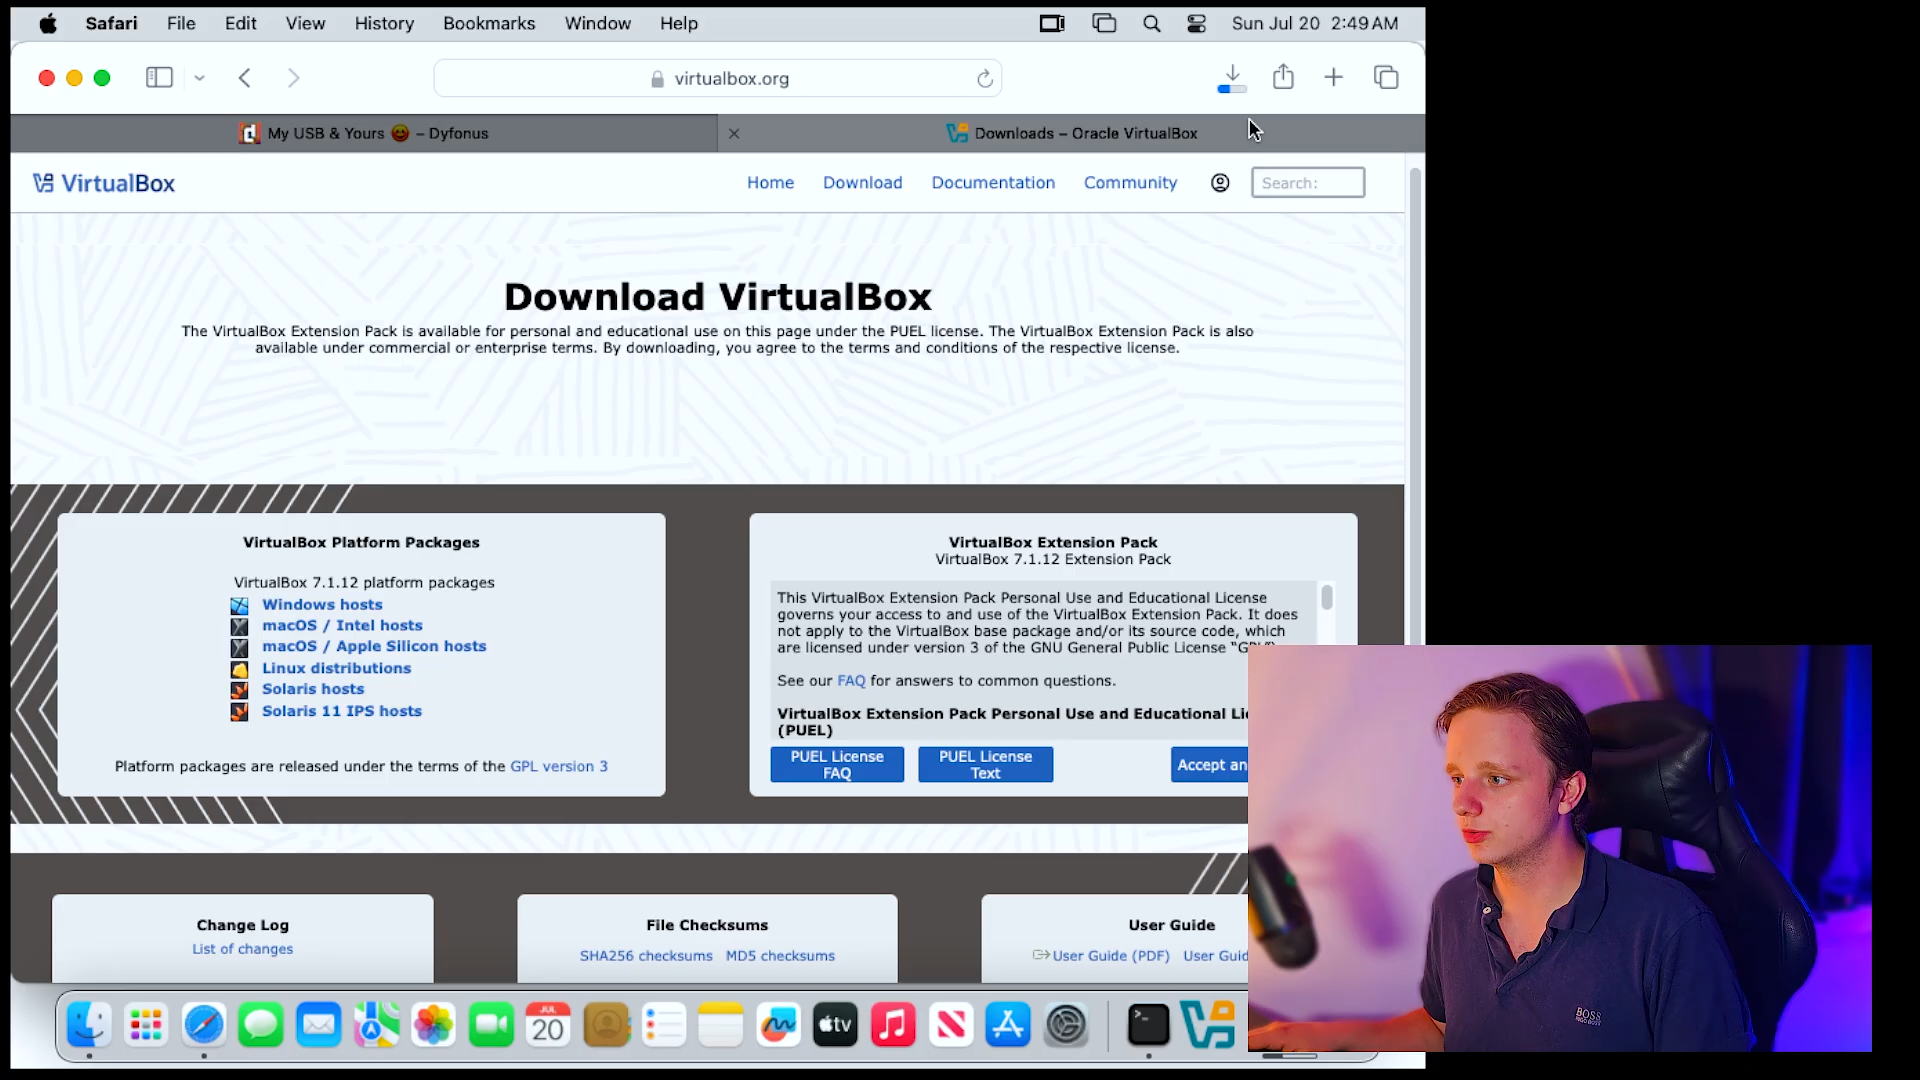 Safari File Edit View History Bookmarks Window Help Sun Jul 20 2:49 AM
virtualbox.org
My USB & Yours 😀 – Dyfonus
Downloads – Oracle VirtualBox
VirtualBox
Home Download Documentation Community Search:
Download VirtualBox
The VirtualBox Extension Pack is available for personal and educational use on this page under the PUEL license. The VirtualBox Extension Pack is also
available under commercial or enterprise terms. By downloading, you agree to the terms and conditions of the respective license.
VirtualBox Platform Packages
VirtualBox 7.1.12 platform packages
Windows hosts
macOS / Intel hosts
macOS / Apple Silicon hosts
Linux distributions
Solaris hosts
Solaris 11 IPS hosts
Platform packages are released under the terms of the GPL version 3
VirtualBox Extension Pack
VirtualBox 7.1.12 Extension Pack
This VirtualBox Extension Pack Personal Use and Educational License
governs your access to and use of the VirtualBox Extension Pack. It does
not apply to the VirtualBox base package and/or its source code, which
are licensed under version 3 of the GNU General Public License
See our FAQ for answers to common questions.
VirtualBox Extension Pack Personal Use and Educational
(PUEL)
PUEL License
FAQ
PUEL License
Text
Accept an
Change Log
List of changes
File Checksums
SHA256 checksums MD5 checksums
User Guide
User Guide (PDF) User Guid
JUL
20
tv
BOSS
HUGO BOSS